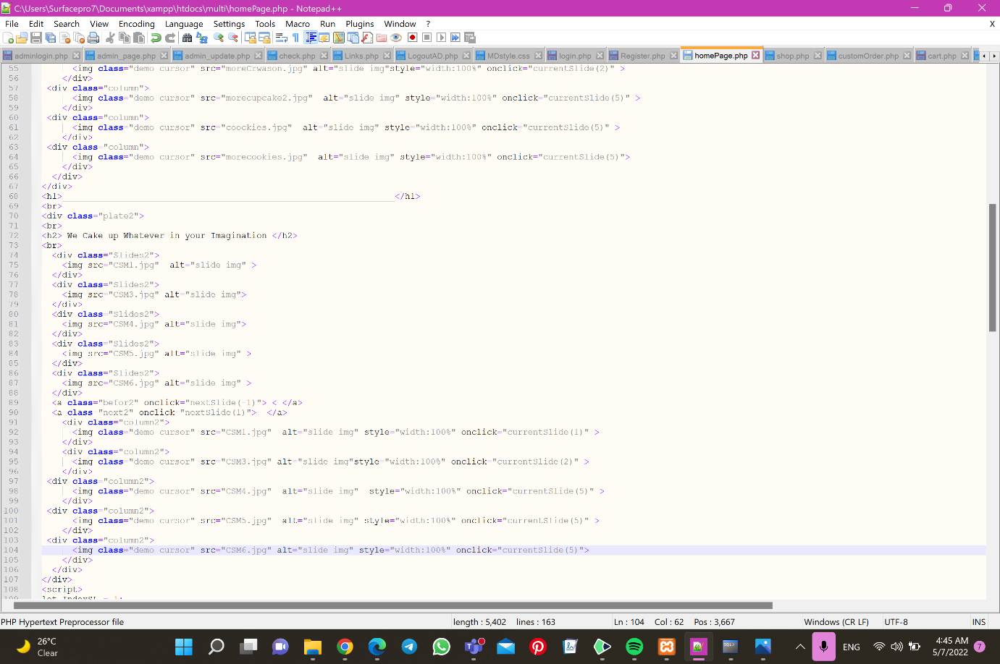 C:\Users\Surfacepro7\Documents\xampp\htdocs\multi\homePage.php - Notepad++
File Edit Search View Encoding Language Settings Tools Macro Run Plugins Window ? X
adminlogin.php admin_page.php admin_update.php check.php Links.php LogoutAD.php MDstyle.css login.php Register.php homePage.php shop.php customOrder.php cart.php
55 <img class="demo cursor" src="moreCrwason.jpg" alt="slide img"style="width:100%" onclick="currentSlide(2)" >
56 </div>
57 <div class="column">
58 <img class="demo cursor" src="morecupcake2.jpg" alt="slide img" style="width:100%" onclick="currentSlide(5)" >
59 </div>
60 <div class="column">
61 <img class="demo cursor" src="coockies.jpg" alt="slide img" style="width:100%" onclick="currentSlide(5)" >
62 </div>
63 <div class="column">
64 <img class="demo cursor" src="morecookies.jpg" alt="slide img" style="width:100%" onclick="currentSlide(5)">
65 </div>
66 </div>
67 </div>
68 <h1>_________________________________________________________________</h1>
69 <br>
70 <div class="plate2">
71 <br>
72 <h2> We Cake up Whatever in your Imagination </h2>
73 <br>
74 <div class="Slides2">
75 <img src="CSM1.jpg" alt="slide img" >
76 </div>
77 <div class="Slides2">
78 <img src="CSM3.jpg" alt="slide img">
79 </div>
80 <div class="Slides2">
81 <img src="CSM4.jpg" alt="slide img">
82 </div>
83 <div class="Slides2">
84 <img src="CSM5.jpg" alt="slide img" >
85 </div>
86 <div class="Slides2">
87 <img src="CSM6.jpg" alt="slide img" >
88 </div>
89 <a class="befor2" onclick="nextSlide(-1)"> < </a>
90 <a class="next2" onclick="nextSlide(1)"> </a>
91 <div class="column2">
92 <img class="demo cursor" src="CSM1.jpg" alt="slide img" style="width:100%" onclick="currentSlide(1)" >
93 </div>
94 <div class="column2">
95 <img class="demo cursor" src="CSM3.jpg" alt="slide img"style="width:100%" onclick="currentSlide(2)" >
96 </div>
97 <div class="column2">
98 <img class="demo cursor" src="CSM4.jpg" alt="slide img" style="width:100%" onclick="currentSlide(5)" >
99 </div>
100 <div class="column2">
101 <img class="demo cursor" src="CSM5.jpg" alt="slide img" style="width:100%" onclick="currentSlide(5)" >
102 </div>
103 <div class="column2">
104 <img class="demo cursor" src="CSM6.jpg" alt="slide img" style="width:100%" onclick="currentSlide(5)">
105 </div>
106 </div>
107 </div>
108 <script>
109 let IndexSL = 1;
PHP Hypertext Preprocessor file length : 5,402 lines : 163 Ln : 104 Col : 62 Pos : 3,667 Windows (CR LF) UTF-8 INS
26°C
Clear
ENG
4:45 AM
5/7/2022
7